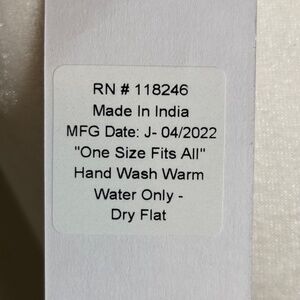 RN # 118246
Made In India
MFG Date: J- 04/2022
"One Size Fits All"
Hand Wash Warm
Water Only -
Dry Flat